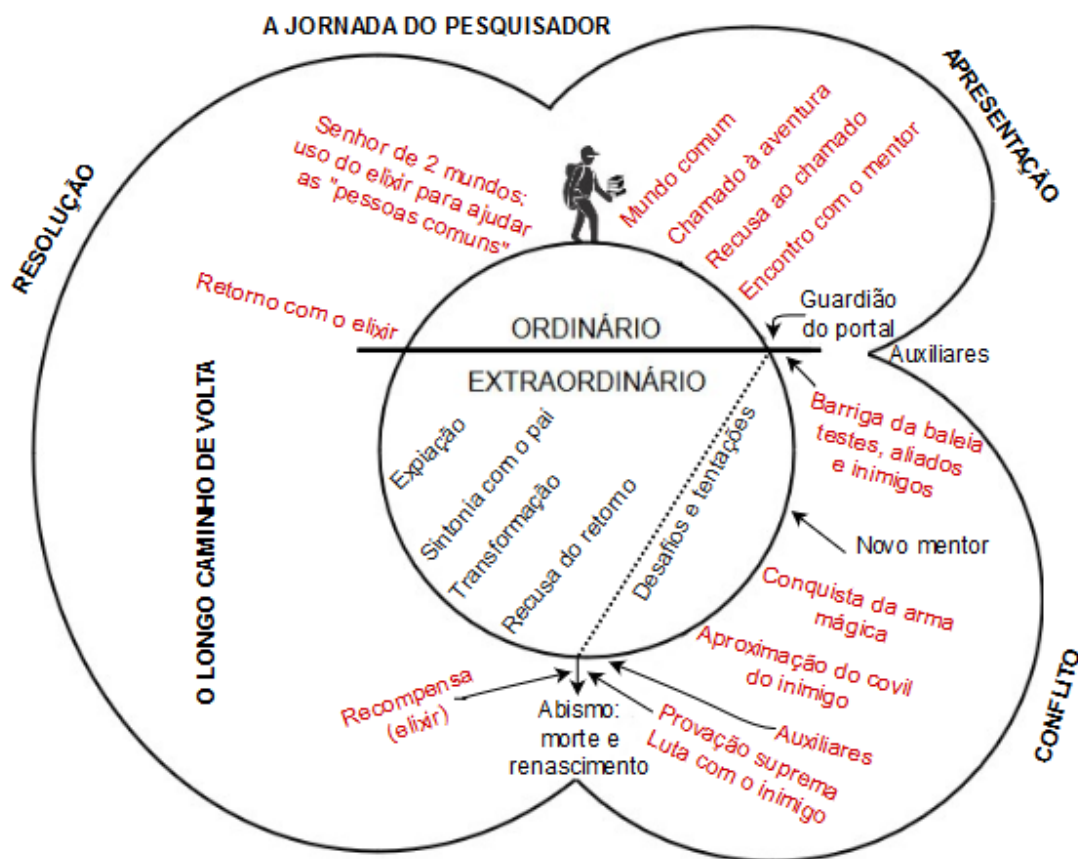 A JORNADA DO PESQUISADOR
APRESENTAÇÃO
Mundo comum
Chamado à aventura
Recusa ao chamado
Encontro com o mentor
Guardião
do portal
Auxiliares
Barriga da baleia
testes, aliados
e inimigos
Novo mentor
Conquista da arma
mágica
Aproximação do covil
do inimigo
CONFLITO
Auxiliares
Provação suprema
Luta com o inimigo
Abismo:
morte e
renascimento
Recompensa
(elixir)
ORDINÁRIO
EXTRAORDINÁRIO
Desafios e tentações
Recusa do retorno
Transformação
Sintonia com o pai
Expiação
O LONGO CAMINHO DE VOLTA
RESOLUÇÃO
Retorno com o elixir
Senhor de 2 mundos:
uso do elixir para ajudar
as "pessoas comuns"